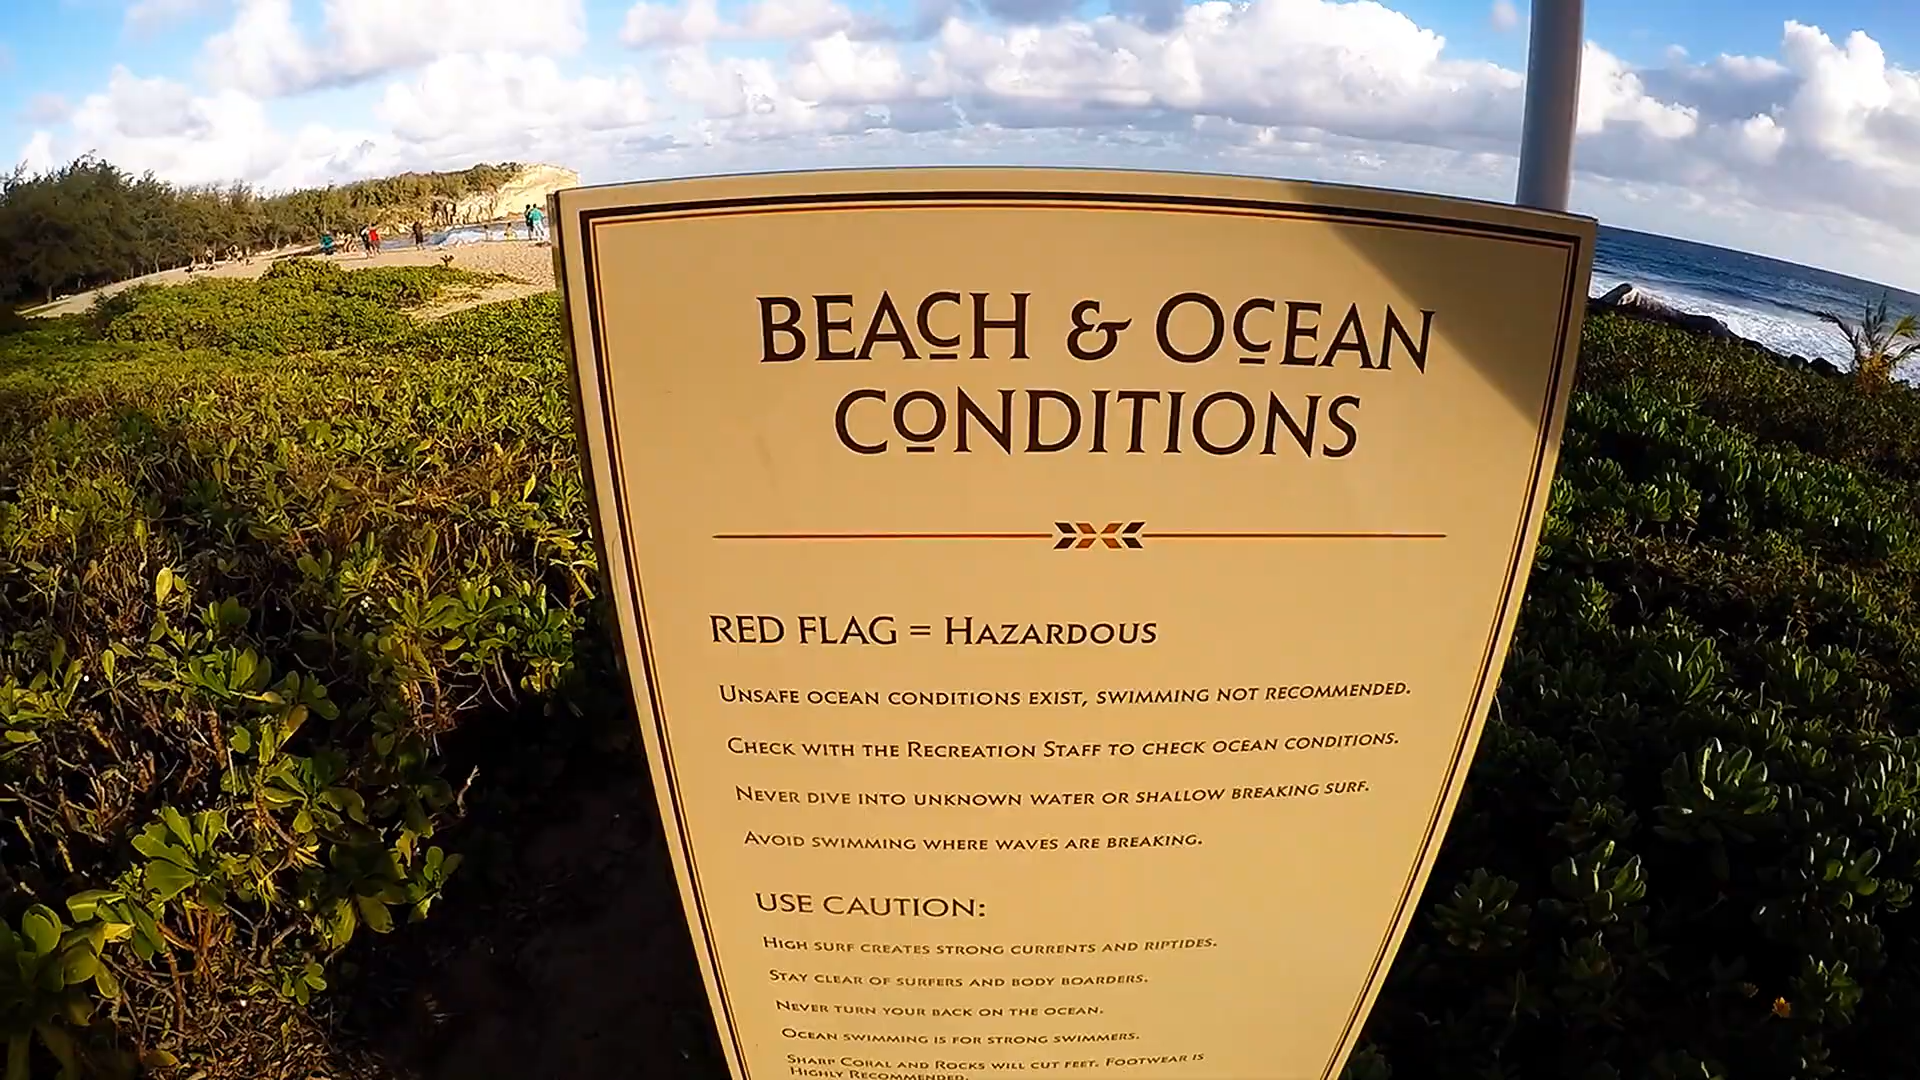 BEACH & OCEAN
CONDITIONS
RED FLAG = HAZARDOUS
UNSAFE OCEAN CONDITIONS EXIST, SWIMMING NOT RECOMMENDED.
CHECK WITH THE RECREATION STAFF TO CHECK OCEAN CONDITIONS.
NEVER DIVE INTO UNKNOWN WATER OR SHALLOW BREAKING SURF.
AVOID SWIMMING WHERE WAVES ARE BREAKING.
USE CAUTION:
HIGH SURF CREATES STRONG CURRENTS AND RIPTIDES.
STAY CLEAR OF SURFERS AND BODY BOARDERS.
NEVER TURN YOUR BACK ON THE OCEAN.
OCEAN SWIMMING IS FOR STRONG SWIMMERS.
SHARP CORAL AND ROCKS WILL CUT FEET. FOOTWEAR IS
HIGHLY RECOMMENDED.